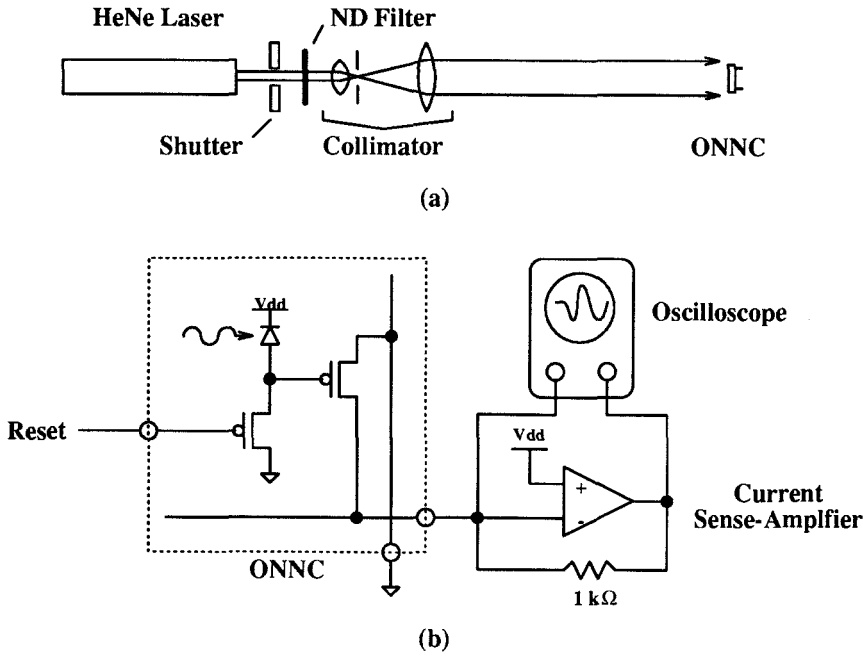 HeNe Laser
ND Filter
Shutter
Collimator
ONNC
(a)
Vdd
Oscilloscope
Reset
Vdd
+
-
Current
Sense-Amplfier
ONNC
1 kΩ
(b)